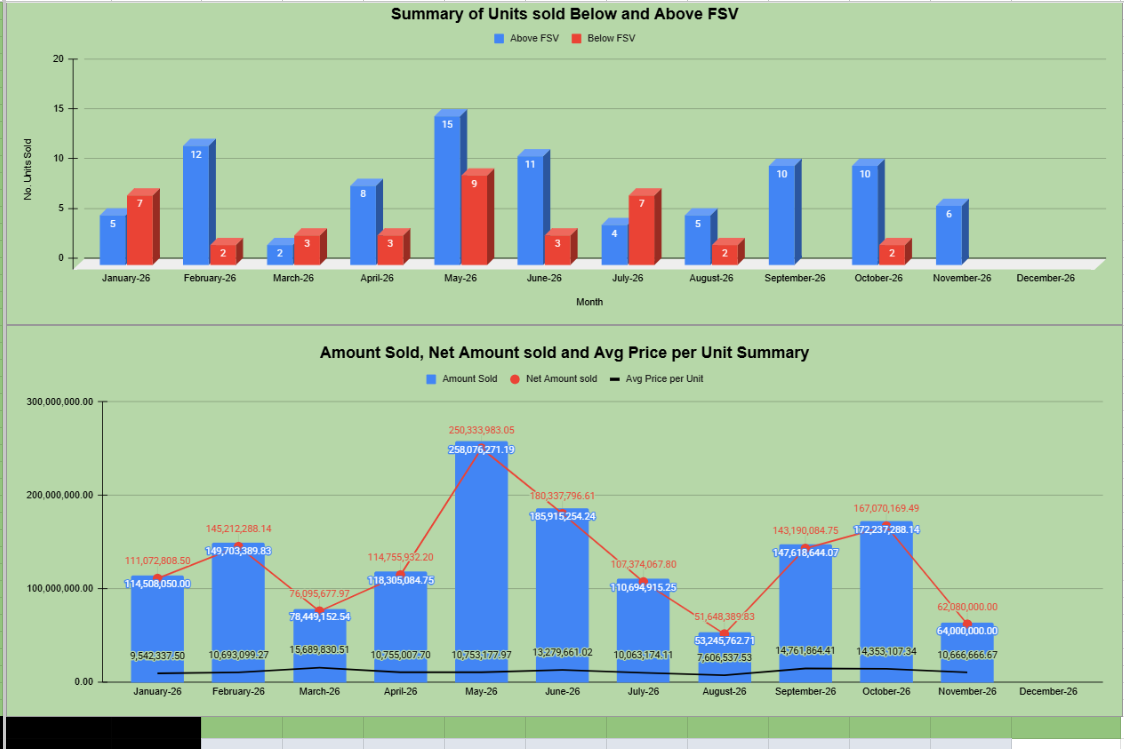 Summary of Units sold Below and Above FSV
Above FSV Below FSV
20
15
10
5
0
No. Units Sold
5 7 12 2 2 3 8 3 15 9 11 3 4 7 5 2 10 10 2 6
January-26 February-26 March-26 April-26 May-26 June-26 July-26 August-26 September-26 October-26 November-26 December-26
Month
Amount Sold, Net Amount sold and Avg Price per Unit Summary
Amount Sold Net Amount sold Avg Price per Unit
300,000,000.00
200,000,000.00
100,000,000.00
0.00
111,072,808.50 145,212,288.14 76,095,677.97 114,755,932.20 250,333,983.05 180,337,796.61 107,374,067.80 51,648,389.83 143,190,084.75 167,070,169.49 62,080,000.00
114,508,050.00 149,703,389.83 78,449,152.54 118,305,084.75 258,076,271.19 185,915,254.24 110,694,915.25 53,245,762.71 147,618,644.07 172,237,288.14 64,000,000.00
9,542,337.50 10,693,099.27 15,689,830.51 10,755,007.70 10,753,177.97 13,279,661.02 10,063,174.11 7,606,537.53 14,761,864.41 14,353,107.34 10,666,666.67
January-26 February-26 March-26 April-26 May-26 June-26 July-26 August-26 September-26 October-26 November-26 December-26